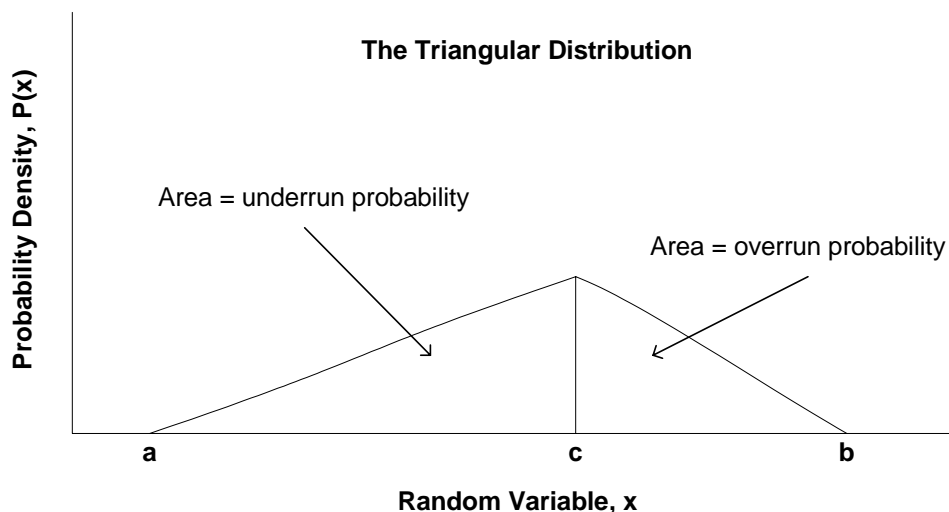 The Triangular Distribution
Probability Density, P(x)
Area = underrun probability
Area = overrun probability
a
c
b
Random Variable, x